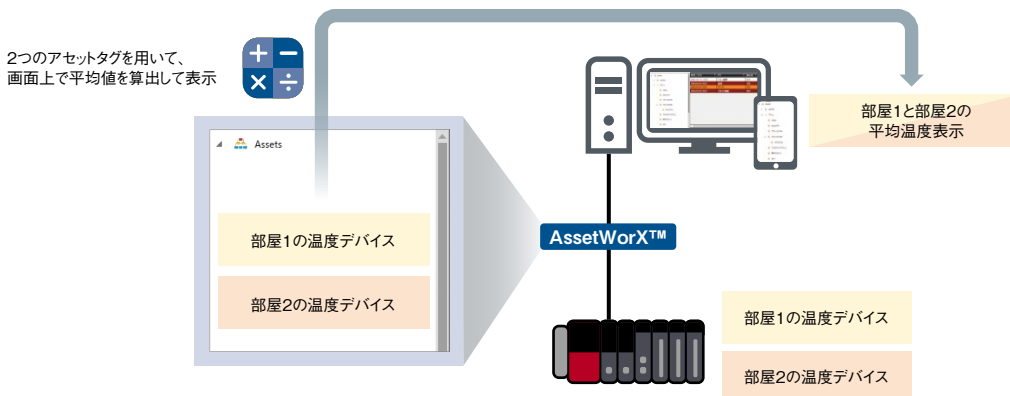 2つのアセットタグを用いて、
画面上で平均値を算出して表示
Assets
部屋1の温度デバイス
部屋2の温度デバイス
AssetWorX™
部屋1と部屋2の
平均温度表示
部屋1の温度デバイス
部屋2の温度デバイス